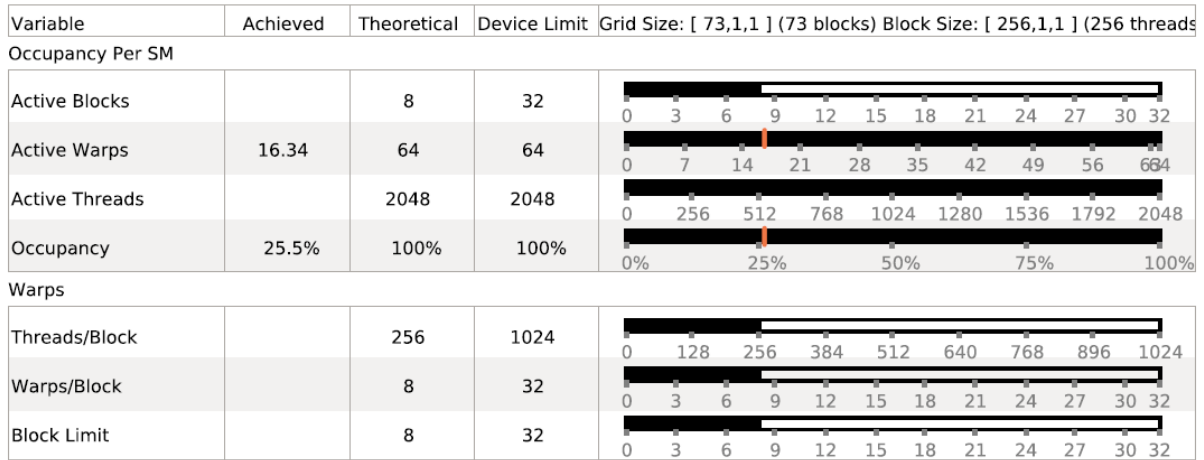 Variable Achieved Theoretical Device Limit Grid Size: [ 73,1,1 ] (73 blocks) Block Size: [ 256,1,1 ] (256 threads
Occupancy Per SM
Active Blocks 8 32
0 3 6 9 12 15 18 21 24 27 30 32
Active Warps 16.34 64 64
0 7 14 21 28 35 42 49 56 63 64
Active Threads 2048 2048
0 256 512 768 1024 1280 1536 1792 2048
Occupancy 25.5% 100% 100%
0% 25% 50% 75% 100%
Warps
Threads/Block 256 1024
0 128 256 384 512 640 768 896 1024
Warps/Block 8 32
0 3 6 9 12 15 18 21 24 27 30 32
Block Limit 8 32
0 3 6 9 12 15 18 21 24 27 30 32